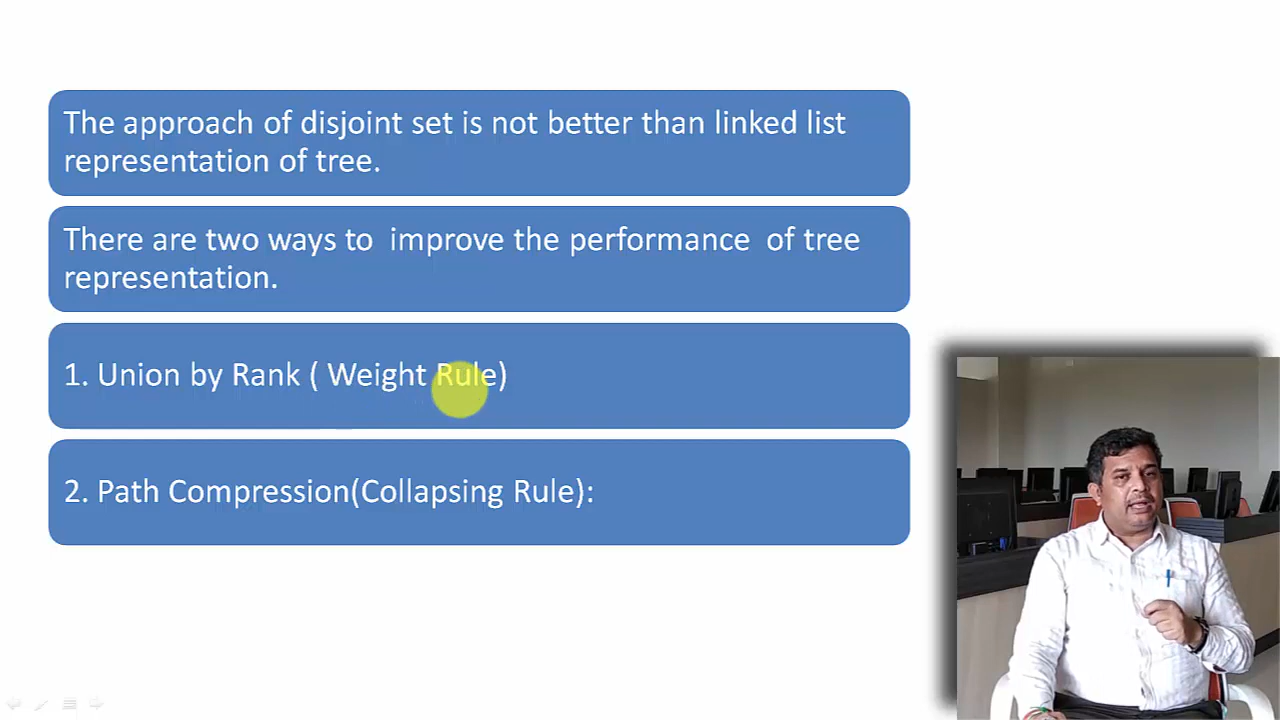 The approach of disjoint set is not better than linked list
representation of tree.
There are two ways to improve the performance of tree
representation.
1. Union by Rank ( Weight Rule)
2. Path Compression(Collapsing Rule):